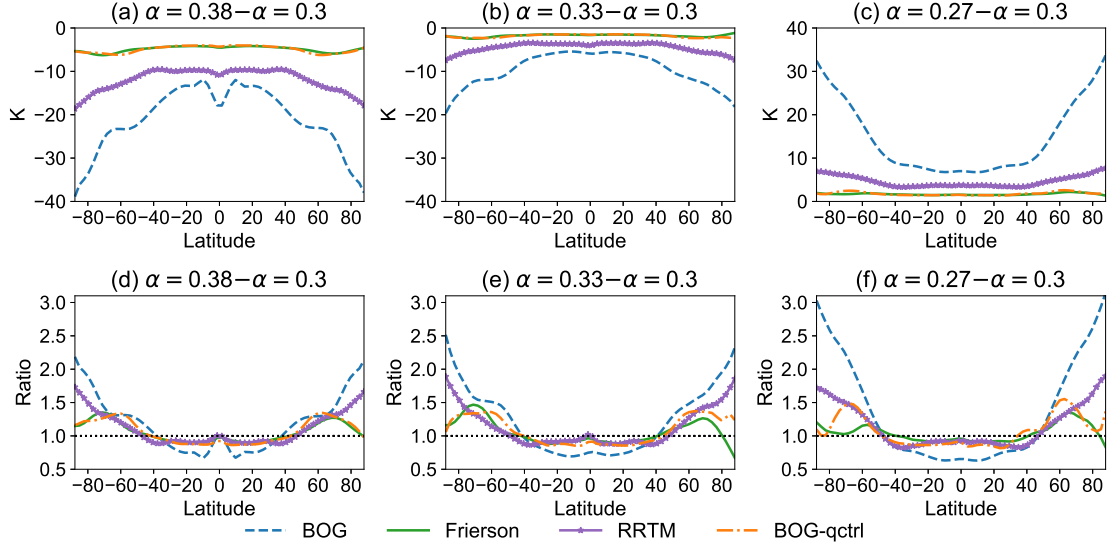 (a) α = 0.38−α = 0.3
(b) α = 0.33−α = 0.3
(c) α = 0.27−α = 0.3
K
0
−10
−20
−30
−40
−80 −60 −40 −20 0 20 40 60 80
Latitude
K
0
−10
−20
−30
−40
−80 −60 −40 −20 0 20 40 60 80
Latitude
K
40
30
20
10
0
−80 −60 −40 −20 0 20 40 60 80
Latitude
(d) α = 0.38−α = 0.3
(e) α = 0.33−α = 0.3
(f) α = 0.27−α = 0.3
Ratio
3.0
2.5
2.0
1.5
1.0
0.5
−80 −60 −40 −20 0 20 40 60 80
Latitude
Ratio
3.0
2.5
2.0
1.5
1.0
0.5
−80 −60 −40 −20 0 20 40 60 80
Latitude
Ratio
3.0
2.5
2.0
1.5
1.0
0.5
−80 −60 −40 −20 0 20 40 60 80
Latitude
BOG Frierson RRTM BOG-qctrl